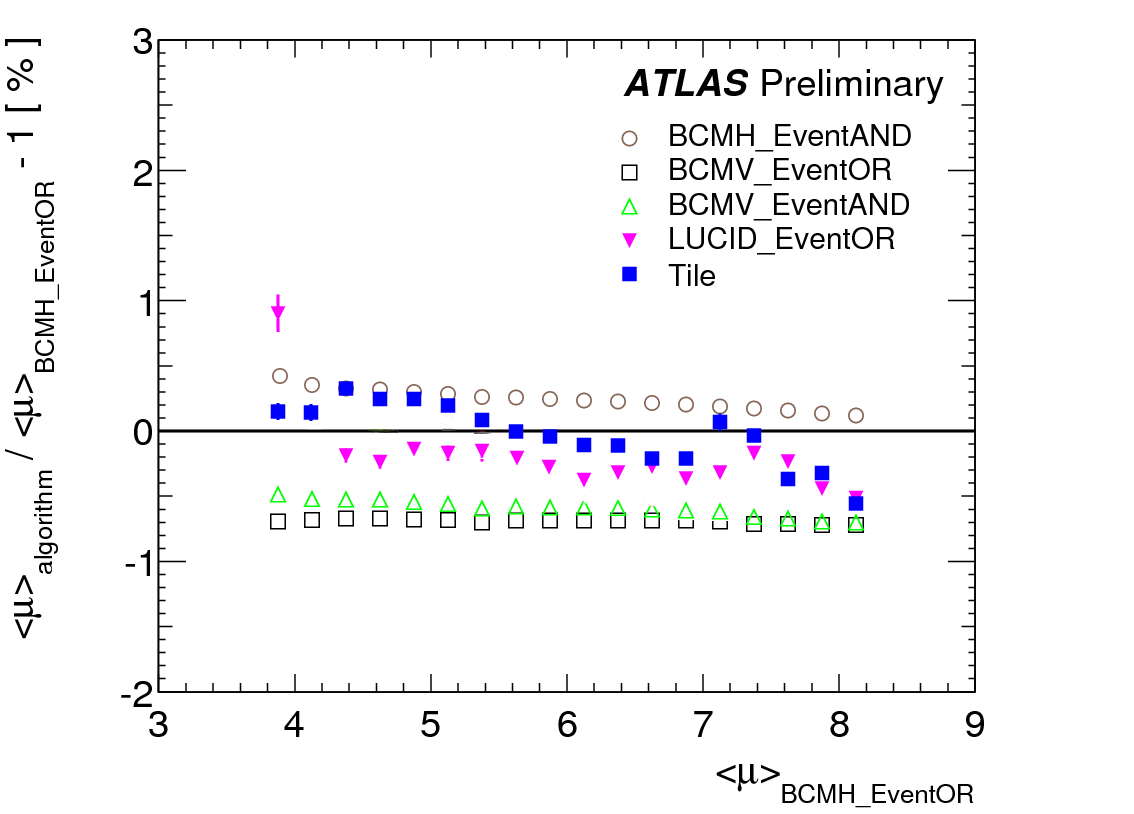 <μ>algorithm / <μ>BCMH_EventOR - 1 [ % ]
3
2
1
0
-1
-2
ATLAS Preliminary
BCMH_EventAND
BCMV_EventOR
BCMV_EventAND
LUCID_EventOR
Tile
3 4 5 6 7 8 9
<μ>BCMH_EventOR